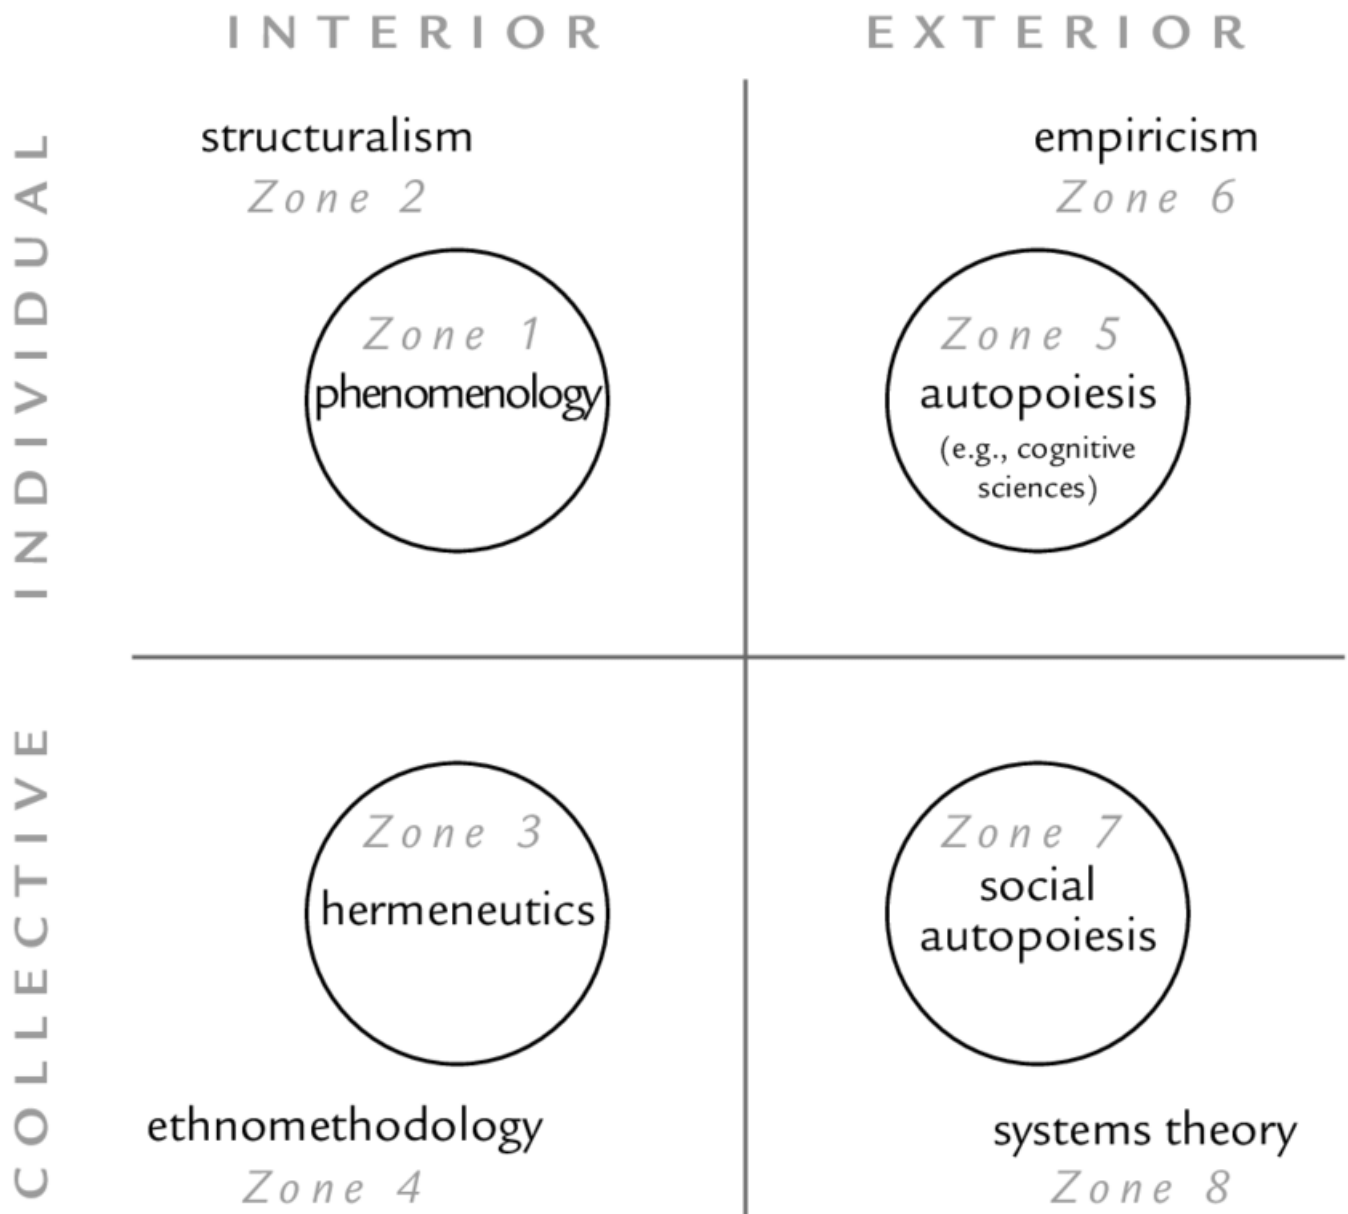 INTERIOR
EXTERIOR
INDIVIDUAL
structuralism
Zone 2
empiricism
Zone 6
Zone 1
phenomenology
Zone 5
autopoiesis
(e.g., cognitive
sciences)
COLLECTIVE
Zone 3
hermeneutics
Zone 7
social
autopoiesis
ethnomethodology
Zone 4
systems theory
Zone 8